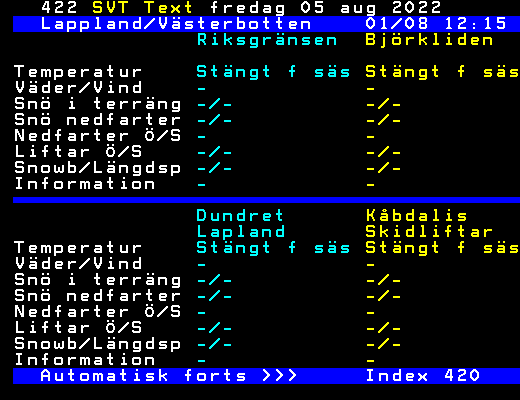 422 SVT Text fredag 05 aug 2022
Lappland/Västerbotten 01/08 12:15
Riksgränsen Björkliden
Temperatur Stängt f säs Stängt f säs
Väder/Vind - -
Snö i terräng -/- -/-
Snö nedfarter -/- -/-
Nedfarter Ö/S - -
Liftar Ö/S -/- -/-
Snowb/Längdsp -/- -/-
Information - -
Dundret Kåbdalis
Lapland Skidliftar
Temperatur Stängt f säs Stängt f säs
Väder/Vind - -
Snö i terräng -/- -/-
Snö nedfarter -/- -/-
Nedfarter Ö/S - -
Liftar Ö/S -/- -/-
Snowb/Längdsp -/- -/-
Information - -
Automatisk forts >>> Index 420